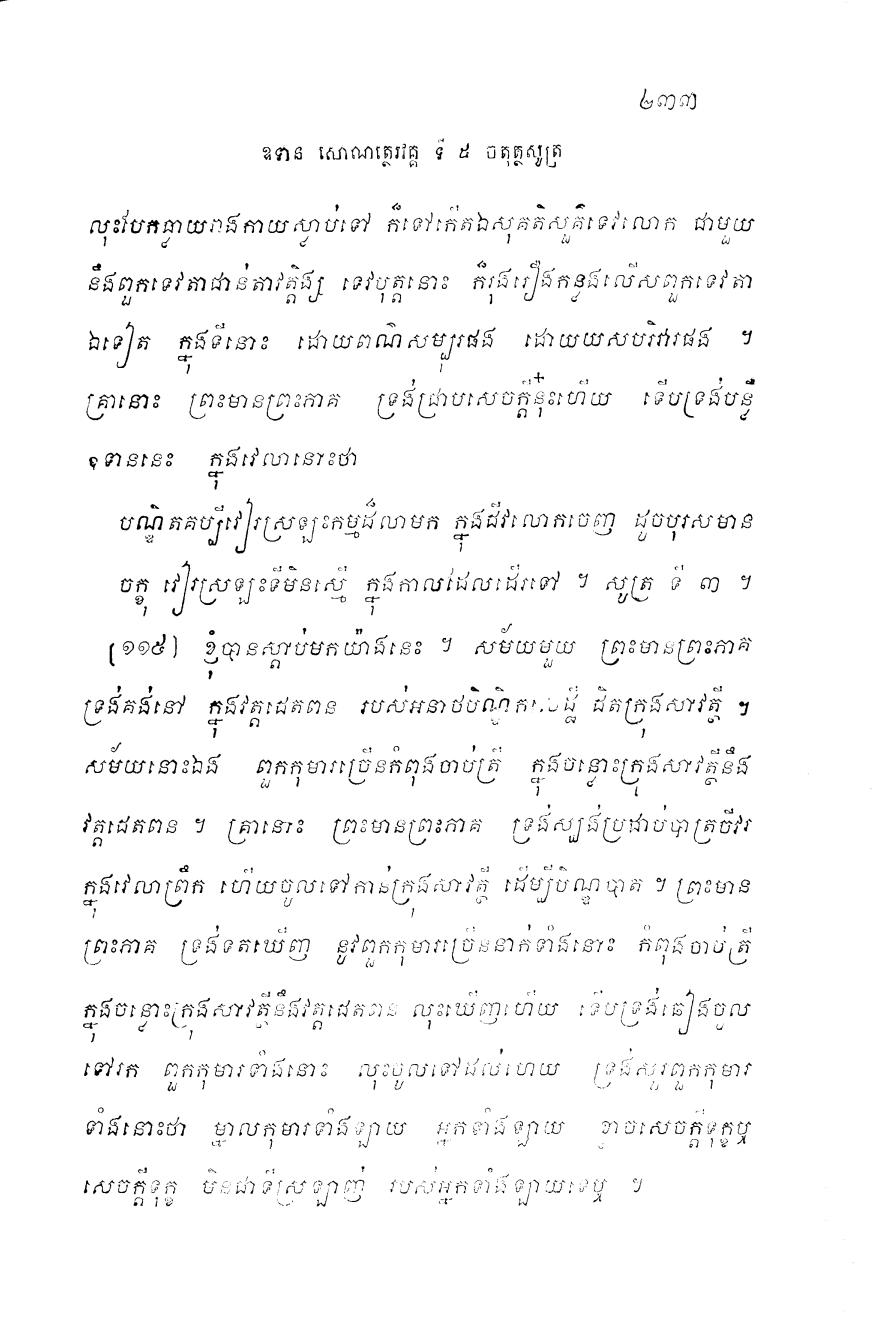 ២៣៣
ឧទាន សោណត្ថេរវគ្គ ទី ៥ ចតុត្ថសូត្រ
លុះបែកធ្លាយរាងកាយស្លាប់ទៅ ក៏ទៅកើតឯសុគតិសួគ៌ទេវលោក ជាមួយ
នឹងពួកទេវតាជាន់តាវត្តិង្ស ទេវបុត្តនោះ ក៏រុងរឿងកន្លងលើសពួកទេវតា
ឯទៀត ក្នុងទីនោះ ដោយពណ៌សម្បុរផង ដោយយសបរិវារផង ។
គ្រានោះ ព្រះមានព្រះភាគ ទ្រង់ជ្រាបសេចក្តីនុ៎ះហើយ ទើបទ្រង់បន្លឺ
ឧទាននេះ ក្នុងវេលានោះថា
បណ្ឌិតគប្បីវៀរស្រឡះកម្មដ៏លាមក ក្នុងជីវលោកចេញ ដូចបុរសមាន
ចក្ខុ វៀរស្រឡះទីមិនស្មើ ក្នុងកាលដែលដើរទៅ ។ សូត្រ ទី ៣ ។
[១១៥] ខ្ញុំបានស្តាប់មកយ៉ាងនេះ ។ សម័យមួយ ព្រះមានព្រះភាគ
ទ្រង់គង់នៅ ក្នុងវត្តជេតពន របស់អនាថបិណ្ឌិកសេដ្ឋី ជិតក្រុងសាវត្ថី ។
សម័យនោះឯង ពួកកុមារច្រើនកំពុងចាប់ត្រី ក្នុងចន្លោះក្រុងសាវត្ថីនឹង
វត្តជេតពន ។ គ្រានោះ ព្រះមានព្រះភាគ ទ្រង់ស្បង់ប្រដាប់បាត្រចីវរ
ក្នុងវេលាព្រឹក ហើយចូលទៅកាន់ក្រុងសាវត្ថី ដើម្បីបិណ្ឌបាត ។ ព្រះមាន
ព្រះភាគ ទ្រង់ទតឃើញ នូវពួកកុមារច្រើននាក់ទាំងនោះ កំពុងចាប់ត្រី
ក្នុងចន្លោះក្រុងសាវត្ថីនឹងវត្តជេតពន លុះឃើញហើយ ទើបទ្រង់ចៀងចូល
ទៅរក ពួកកុមារទាំងនោះ លុះចូលទៅដល់ហើយ ទ្រង់សួរពួកកុមារ
ទាំងនោះថា ម្នាលកុមារទាំងឡាយ អ្នកទាំងឡាយ ខ្លាចសេចក្តីទុក្ខឬ
សេចក្តីទុក្ខ មិនជាទីស្រឡាញ់ របស់អ្នកទាំងឡាយទេឬ ។